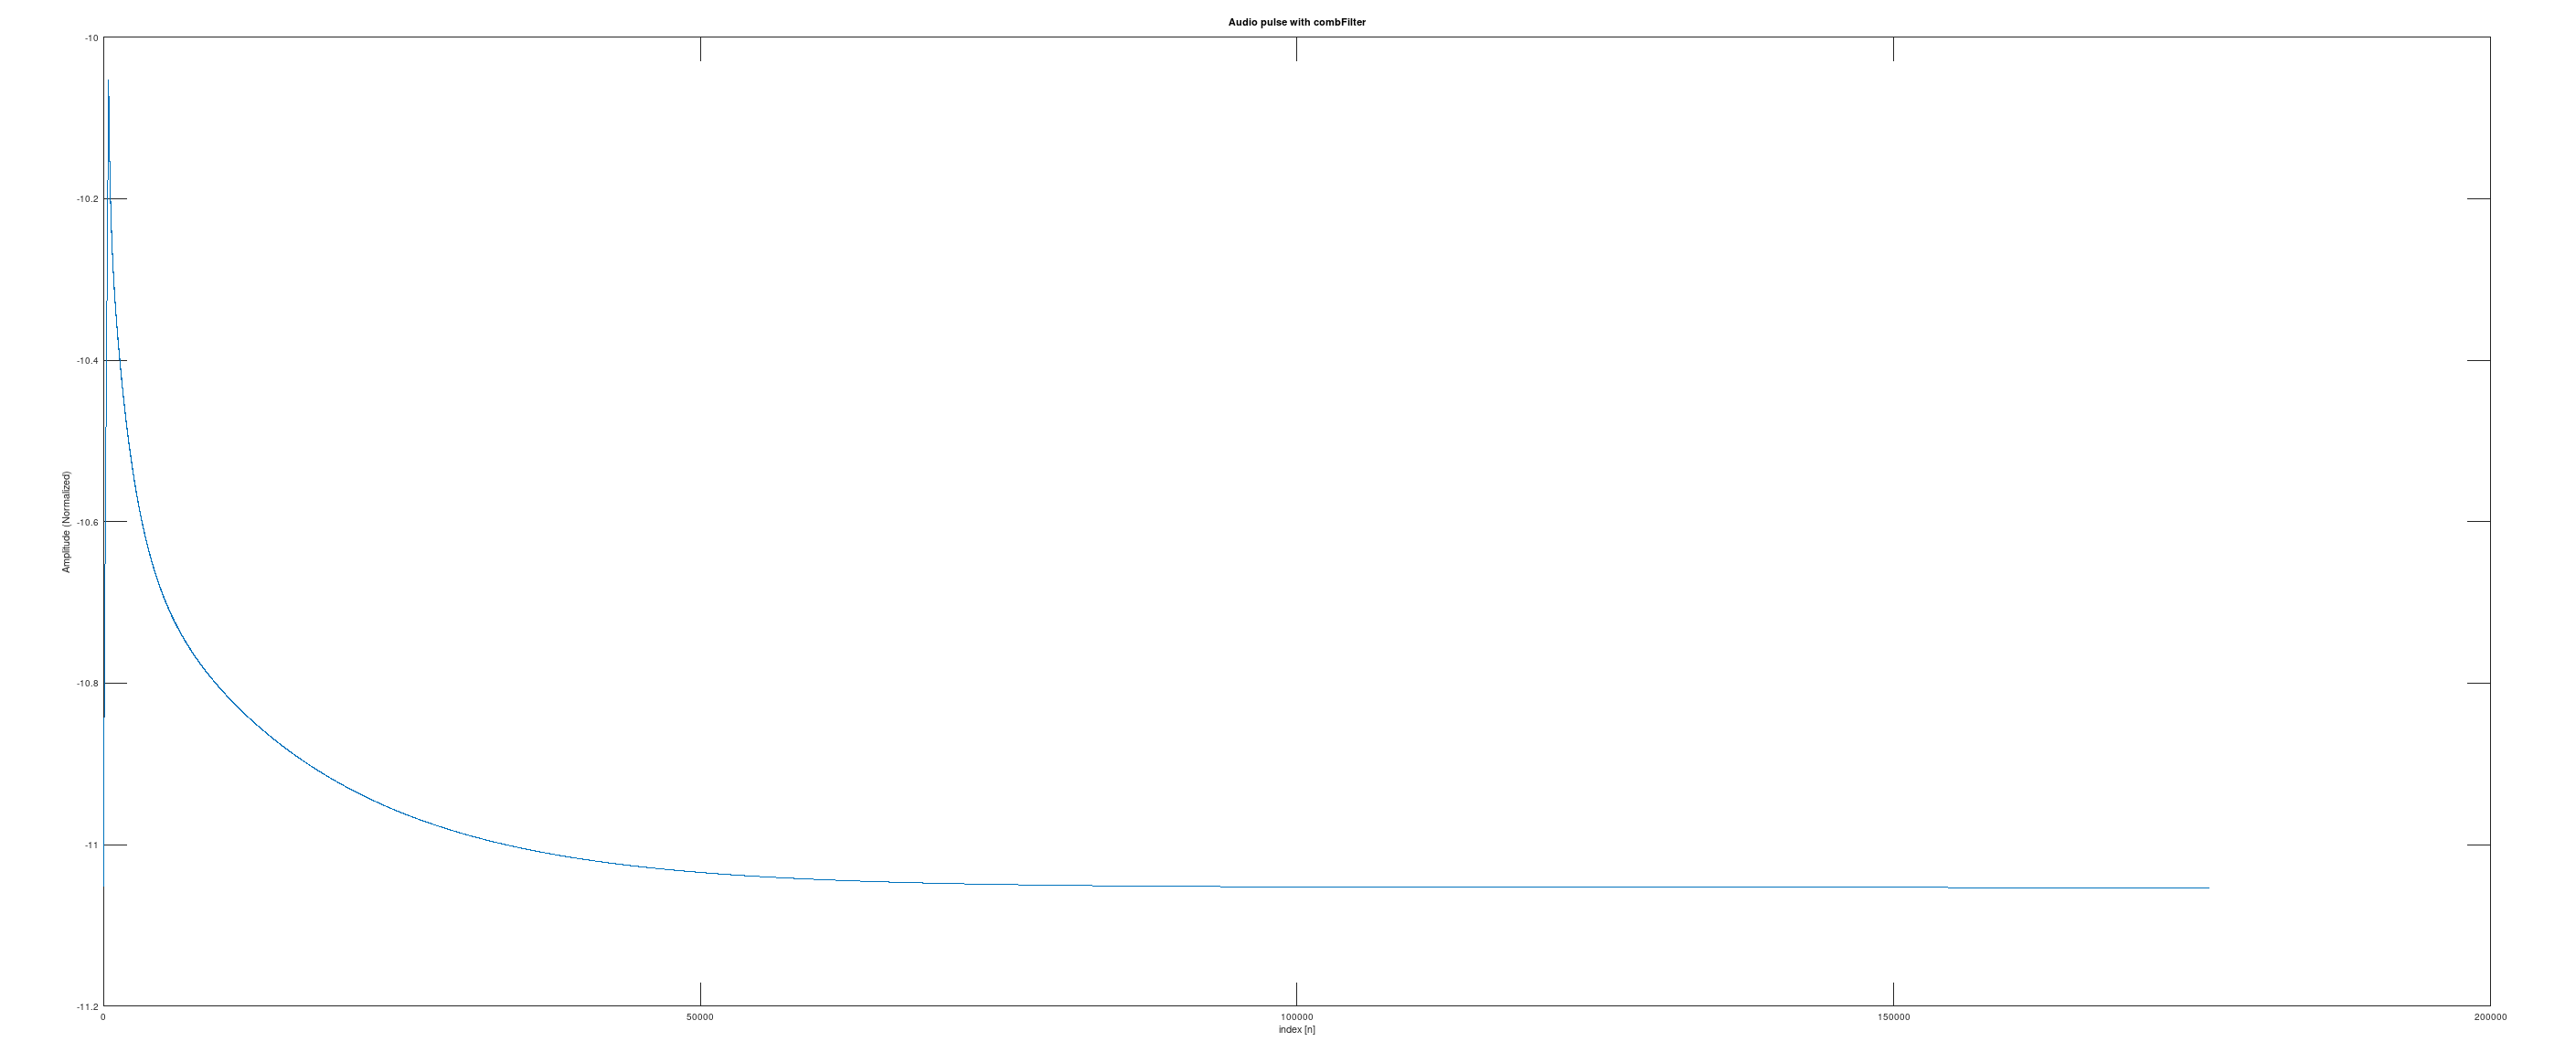 Audio pulse with combFilter
-10
-10.2
-10.4
-10.6
-10.8
-11
-11.2
Amplitude (Normalized)
0 50000 100000 150000 200000
index [n]